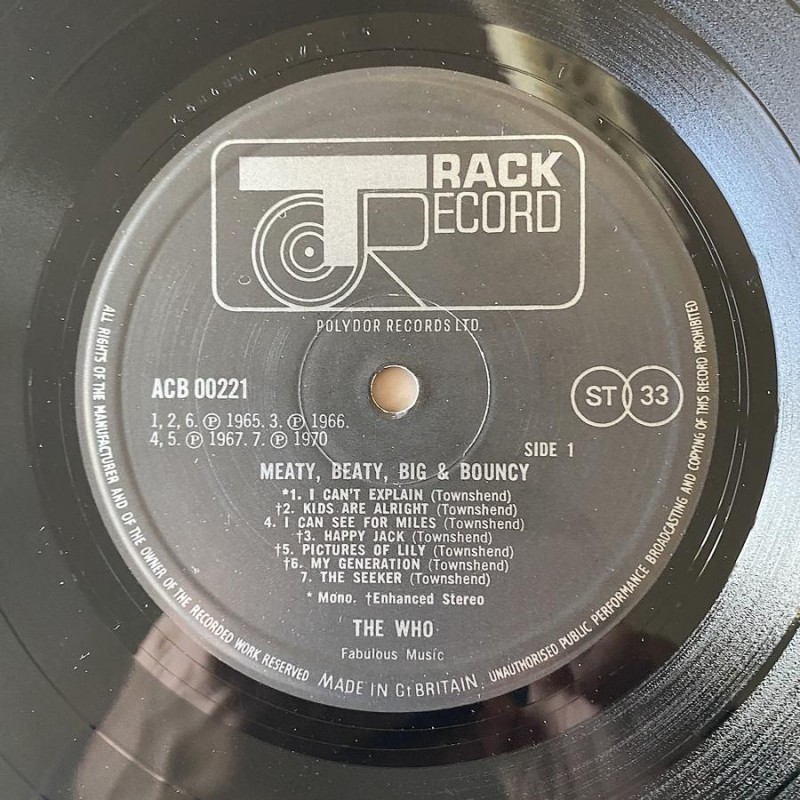 TRACK
RECORD
POLYDOR RECORDS LTD.
ACB 00221
ST 33
1, 2, 6. ℗ 1965. 3. ℗ 1966.
4, 5. ℗ 1967. 7. ℗ 1970
SIDE 1
MEATY, BEATY, BIG & BOUNCY
*1. I CAN'T EXPLAIN (Townshend)
†2. KIDS ARE ALRIGHT (Townshend)
4. I CAN SEE FOR MILES (Townshend)
†3. HAPPY JACK (Townshend)
†5. PICTURES OF LILY (Townshend)
†6. MY GENERATION (Townshend)
7. THE SEEKER (Townshend)
* Mono. †Enhanced Stereo
THE WHO
Fabulous Music
ALL RIGHTS OF THE MANUFACTURER AND OF THE OWNER OF THE RECORDED WORK RESERVED
MADE IN Gt BRITAIN.
UNAUTHORISED PUBLIC PERFORMANCE BROADCASTING AND COPYING OF THIS RECORD PROHIBITED